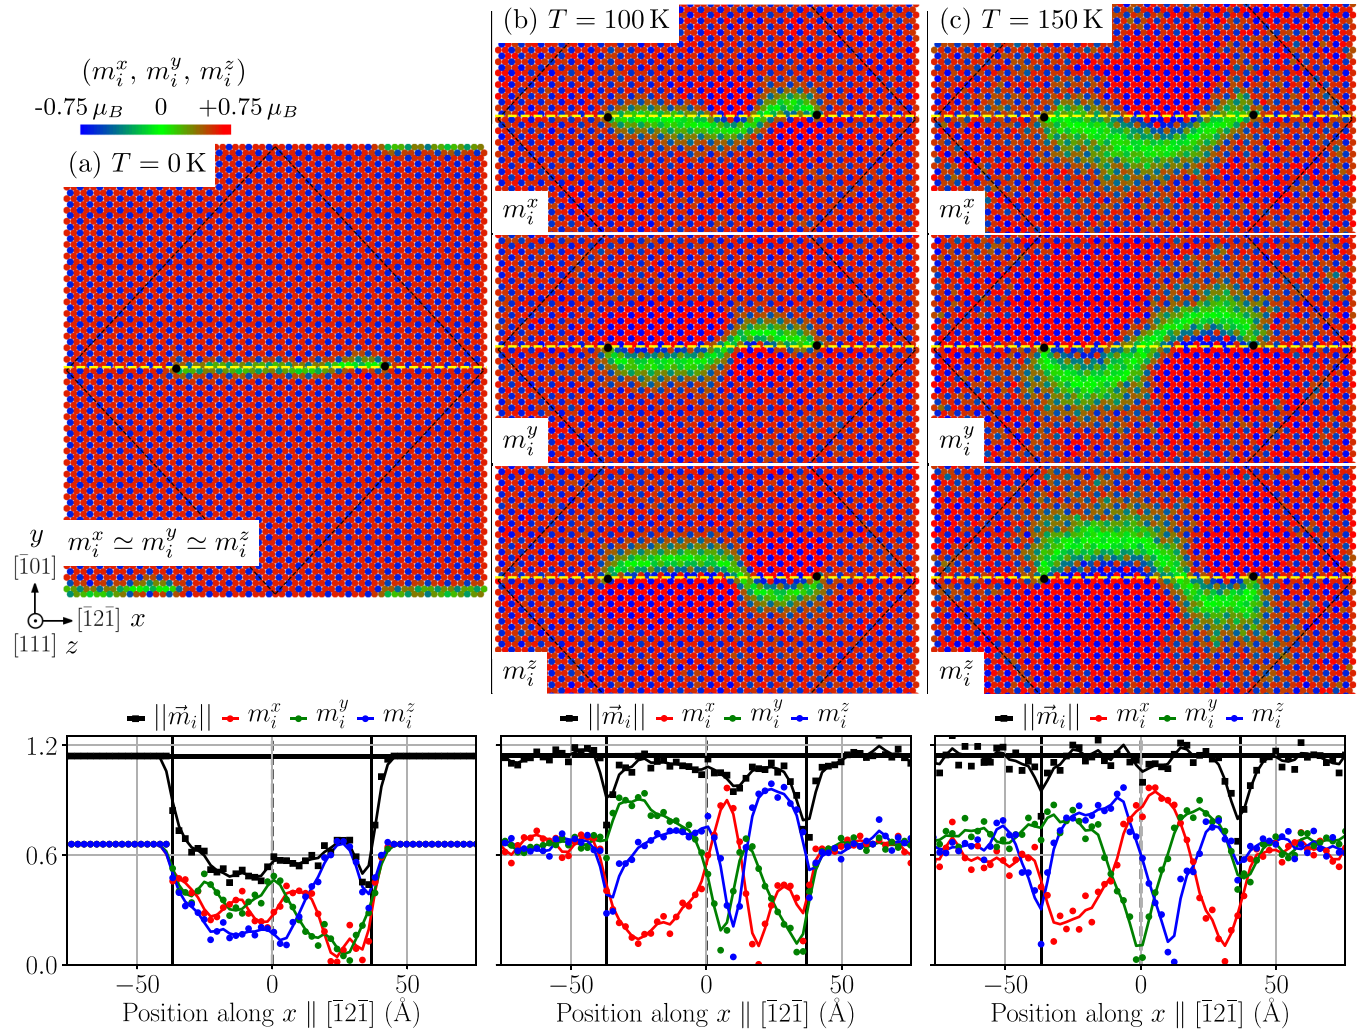 (m_i^x, m_i^y, m_i^z)
-0.75 μ_B 0 +0.75 μ_B
(a) T = 0 K
m_i^x ≃ m_i^y ≃ m_i^z
y
[1̄01]
[1̄21̄] x
[111] z
(b) T = 100 K
m_i^x
m_i^y
m_i^z
(c) T = 150 K
m_i^x
m_i^y
m_i^z
||m⃗_i|| m_i^x m_i^y m_i^z
1.2
0.6
0.0
−50 0 50
Position along x ∥ [1̄21̄] (Å)
||m⃗_i|| m_i^x m_i^y m_i^z
−50 0 50
Position along x ∥ [1̄21̄] (Å)
||m⃗_i|| m_i^x m_i^y m_i^z
−50 0 50
Position along x ∥ [1̄21̄] (Å)